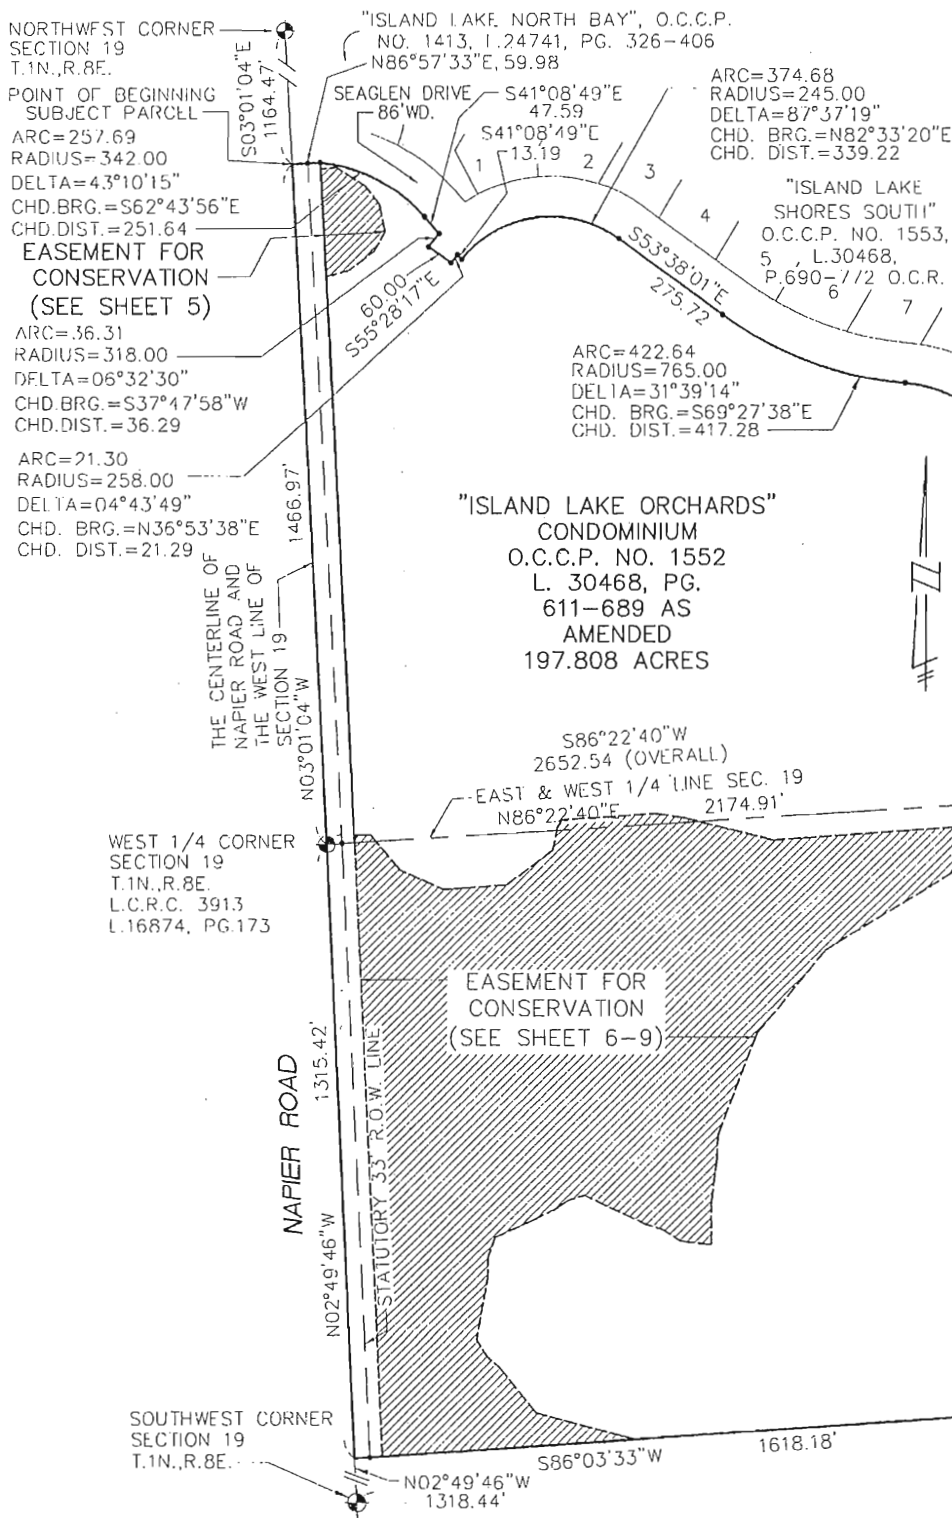 NORTHWEST CORNER
SECTION 19
T.1N.,R.8E.
S03°01'04"E
1164.47'
"ISLAND LAKE NORTH BAY", O.C.C.P.
NO. 1413, L.24741, PG. 326-406
N86°57'33"E, 59.98
POINT OF BEGINNING
SUBJECT PARCEL
ARC=257.69
RADIUS=342.00
DELTA=43°10'15"
CHD.BRG.=S62°43'56"E
CHD.DIST.=251.64
SEAGLEN DRIVE
86'WD.
S41°08'49"E
47.59
S41°08'49"E
13.19
ARC=374.68
RADIUS=245.00
DELTA=87°37'19"
CHD. BRG.=N82°33'20"E
CHD. DIST.=339.22
1
2
3
4
5
6
7
"ISLAND LAKE
SHORES SOUTH"
O.C.C.P. NO. 1553,
L.30468,
P.690-772 O.C.R.
EASEMENT FOR
CONSERVATION
(SEE SHEET 5)
60.00
S55°28'17"E
S53°38'01"E
275.72
ARC=36.31
RADIUS=318.00
DELTA=06°32'30"
CHD.BRG.=S37°47'58"W
CHD.DIST.=36.29
ARC=422.64
RADIUS=765.00
DELTA=31°39'14"
CHD. BRG.=S69°27'38"E
CHD. DIST.=417.28
ARC=21.30
RADIUS=258.00
DELTA=04°43'49"
CHD. BRG.=N36°53'38"E
CHD. DIST.=21.29
1466.97'
N03°01'04"W
THE CENTERLINE OF
NAPIER ROAD AND
THE WEST LINE OF
SECTION 19
"ISLAND LAKE ORCHARDS"
CONDOMINIUM
O.C.C.P. NO. 1552
L. 30468, PG.
611-689 AS
AMENDED
197.808 ACRES
N
S86°22'40"W
2652.54 (OVERALL)
EAST & WEST 1/4 LINE SEC. 19
N86°22'40"E 2174.91'
WEST 1/4 CORNER
SECTION 19
T.1N.,R.8E.
L.C.R.C. 3913
L.16874, PG.173
EASEMENT FOR
CONSERVATION
(SEE SHEET 6-9)
NAPIER ROAD
1315.42'
N02°49'46"W
STATUTORY 33' R.O.W. LINE
SOUTHWEST CORNER
SECTION 19
T.1N.,R.8E.
S86°03'33"W
1618.18'
N02°49'46"W
1318.44'